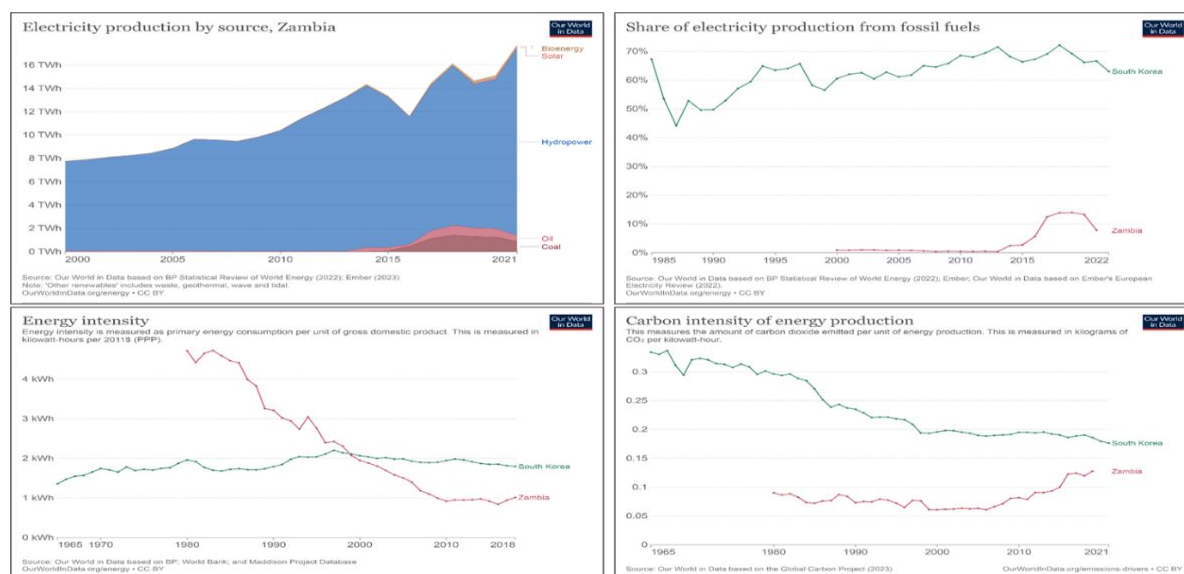 Electricity production by source, Zambia
Our World
in Data
Bioenergy
Solar
16 TWh
14 TWh
12 TWh
10 TWh
Hydropower
8 TWh
6 TWh
4 TWh
2 TWh
Oil
0 TWh
Coal
2000
2005
2010
2015
2021
Source: Our World in Data based on BP Statistical Review of World Energy (2022); Ember (2023)
Note: 'Other renewables' includes waste, geothermal, wave and tidal.
OurWorldInData.org/energy • CC BY
Share of electricity production from fossil fuels
Our World
in Data
70%
South Korea
60%
50%
40%
30%
20%
10%
Zambia
0%
1985
1990
1995
2000
2005
2010
2015
2022
Source: Our World in Data based on BP Statistical Review of World Energy (2022); Ember; Our World in Data based on Ember's European
Electricity Review (2022).
OurWorldInData.org/energy • CC BY
Energy intensity
Our World
in Data
Energy intensity is measured as primary energy consumption per unit of gross domestic product. This is measured in
kilowatt-hours per 2011$ (PPP).
4 kWh
3 kWh
2 kWh
South Korea
1 kWh
Zambia
0 kWh
1965
1970
1980
1990
2000
2010
2018
Source: Our World in Data based on BP; World Bank; and Maddison Project Database
OurWorldInData.org/energy • CC BY
Carbon intensity of energy production
Our World
in Data
This measures the amount of carbon dioxide emitted per unit of energy production. This is measured in kilograms of
CO₂ per kilowatt-hour.
0.3
0.25
0.2
South Korea
0.15
Zambia
0.1
0.05
0
1965
1970
1980
1990
2000
2010
2021
Source: Our World in Data based on the Global Carbon Project (2023)
OurWorldInData.org/emissions-drivers • CC BY